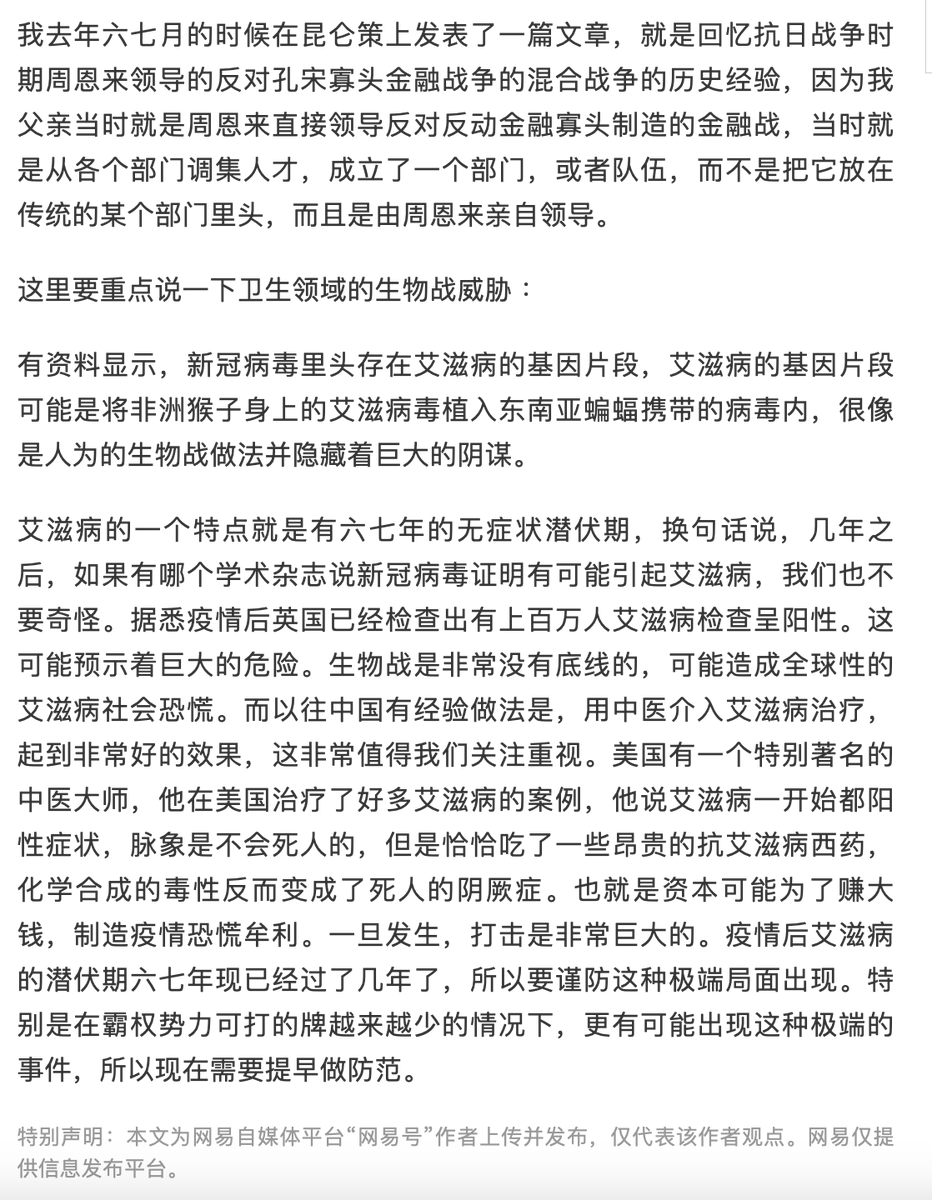 我去年六七月的时候在昆仑策上发表了一篇文章，就是回忆抗日战争时
期周恩来领导的反对孔宋寡头金融战争的混合战争的历史经验，因为我
父亲当时就是周恩来直接领导反对反动金融寡头制造的金融战，当时就
是从各个部门调集人才，成立了一个部门，或者队伍，而不是把它放在
传统的某个部门里头，而且是由周恩来亲自领导。
这里要重点说一下卫生领域的生物战威胁：
有资料显示，新冠病毒里头存在艾滋病的基因片段，艾滋病的基因片段
可能是将非洲猴子身上的艾滋病毒植入东南亚蝙蝠携带的病毒内，很像
是人为的生物战做法并隐藏着巨大的阴谋。
艾滋病的一个特点就是有六七年的无症状潜伏期，换句话说，几年之
后，如果有哪个学术杂志说新冠病毒证明有可能引起艾滋病，我们也不
要奇怪。据悉疫情后英国已经检查出有上百万人艾滋病检查呈阳性。这
可能预示着巨大的危险。生物战是非常没有底线的，可能造成全球性的
艾滋病社会恐慌。而以往中国有经验做法是，用中医介入艾滋病治疗，
起到非常好的效果，这非常值得我们关注重视。美国有一个特别著名的
中医大师，他在美国治疗了好多艾滋病的案例，他说艾滋病一开始都阳
性症状，脉象是不会死人的，但是恰恰吃了一些昂贵的抗艾滋病西药，
化学合成的毒性反而变成了死人的阴厥症。也就是资本可能为了赚大
钱，制造疫情恐慌牟利。一旦发生，打击是非常巨大的。疫情后艾滋病
的潜伏期六七年现已经过了几年了，所以要谨防这种极端局面出现。特
别是在霸权势力可打的牌越来越少的情况下，更有可能出现这种极端的
事件，所以现在需要提早做防范。
特别声明：本文为网易自媒体平台“网易号”作者上传并发布，仅代表该作者观点。网易仅提
供信息发布平台。